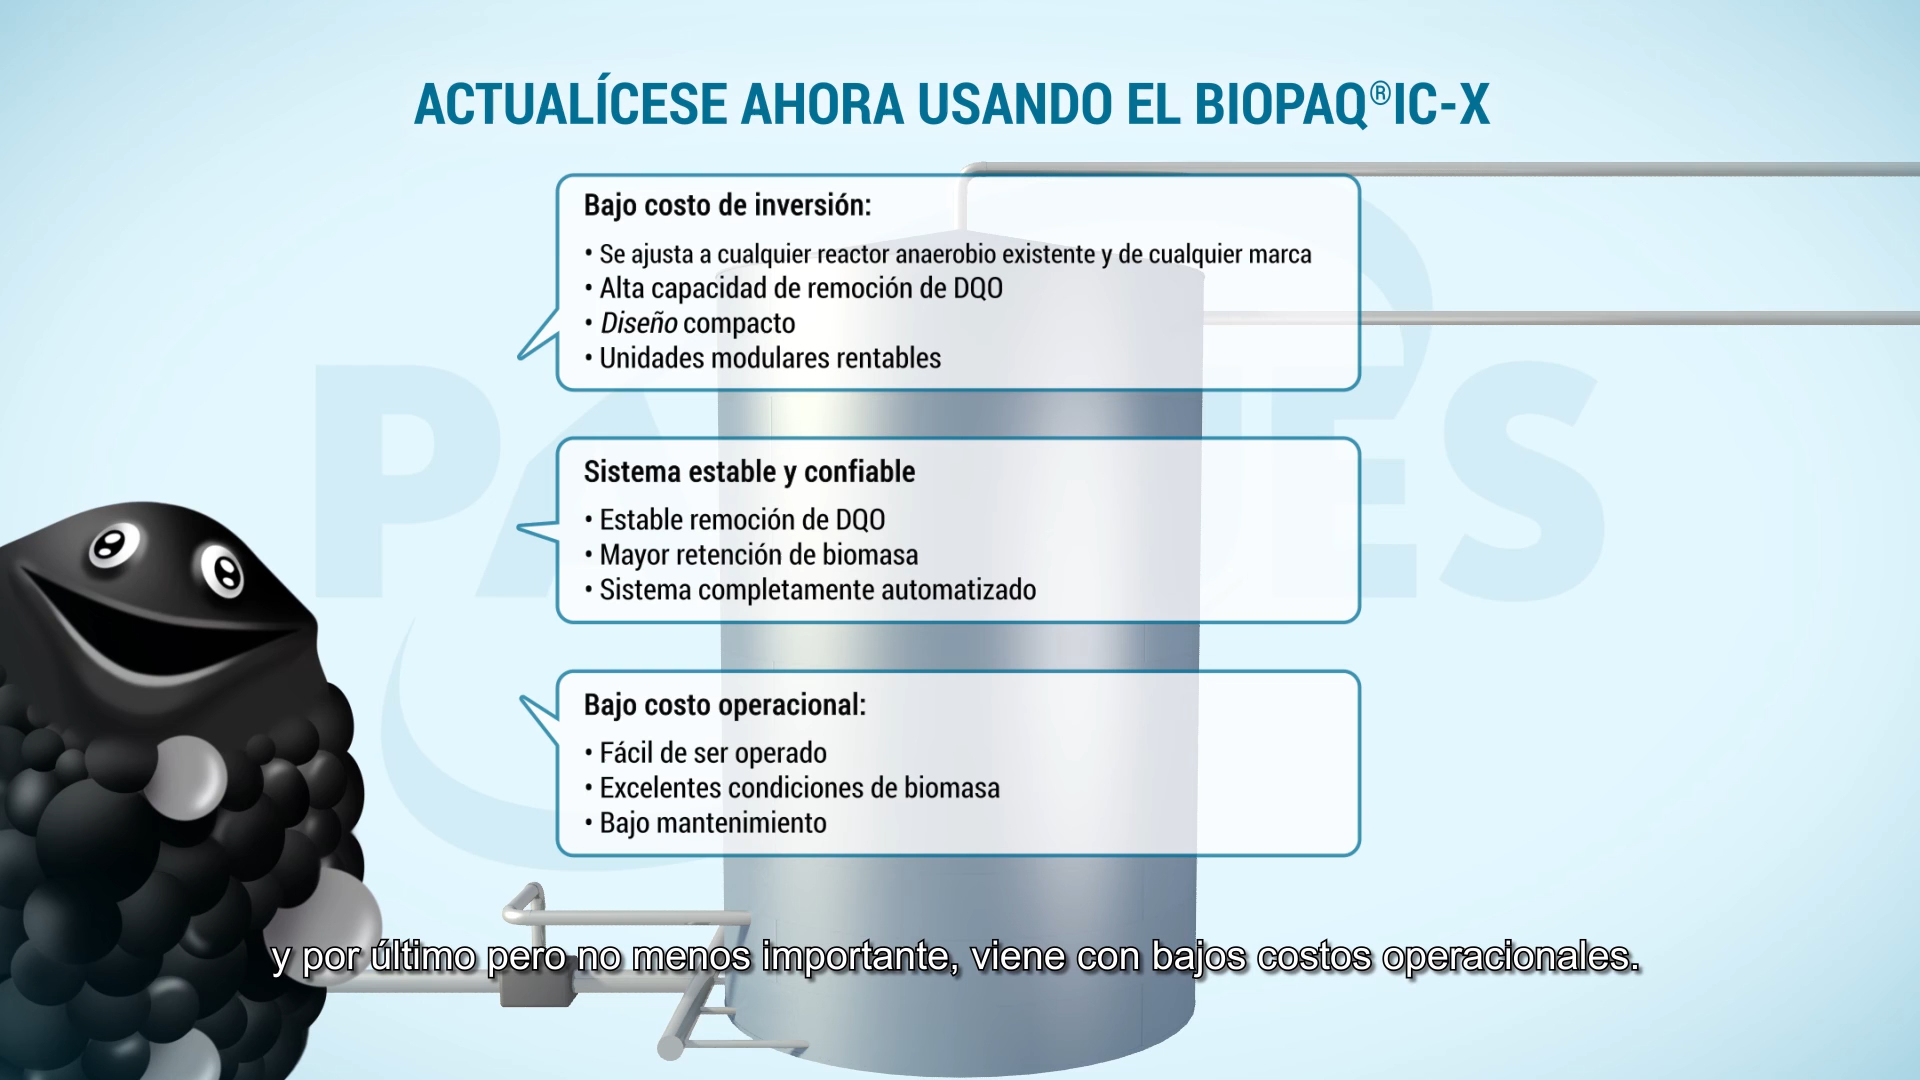 ACTUALÍCESE AHORA USANDO EL BIOPAQ®IC-X
Bajo costo de inversión:
• Se ajusta a cualquier reactor anaerobio existente y de cualquier marca
• Alta capacidad de remoción de DQO
• Diseño compacto
• Unidades modulares rentables
Sistema estable y confiable
• Estable remoción de DQO
• Mayor retención de biomasa
• Sistema completamente automatizado
Bajo costo operacional:
• Fácil de ser operado
• Excelentes condiciones de biomasa
• Bajo mantenimiento
y por último pero no menos importante, viene con bajos costos operacionales.